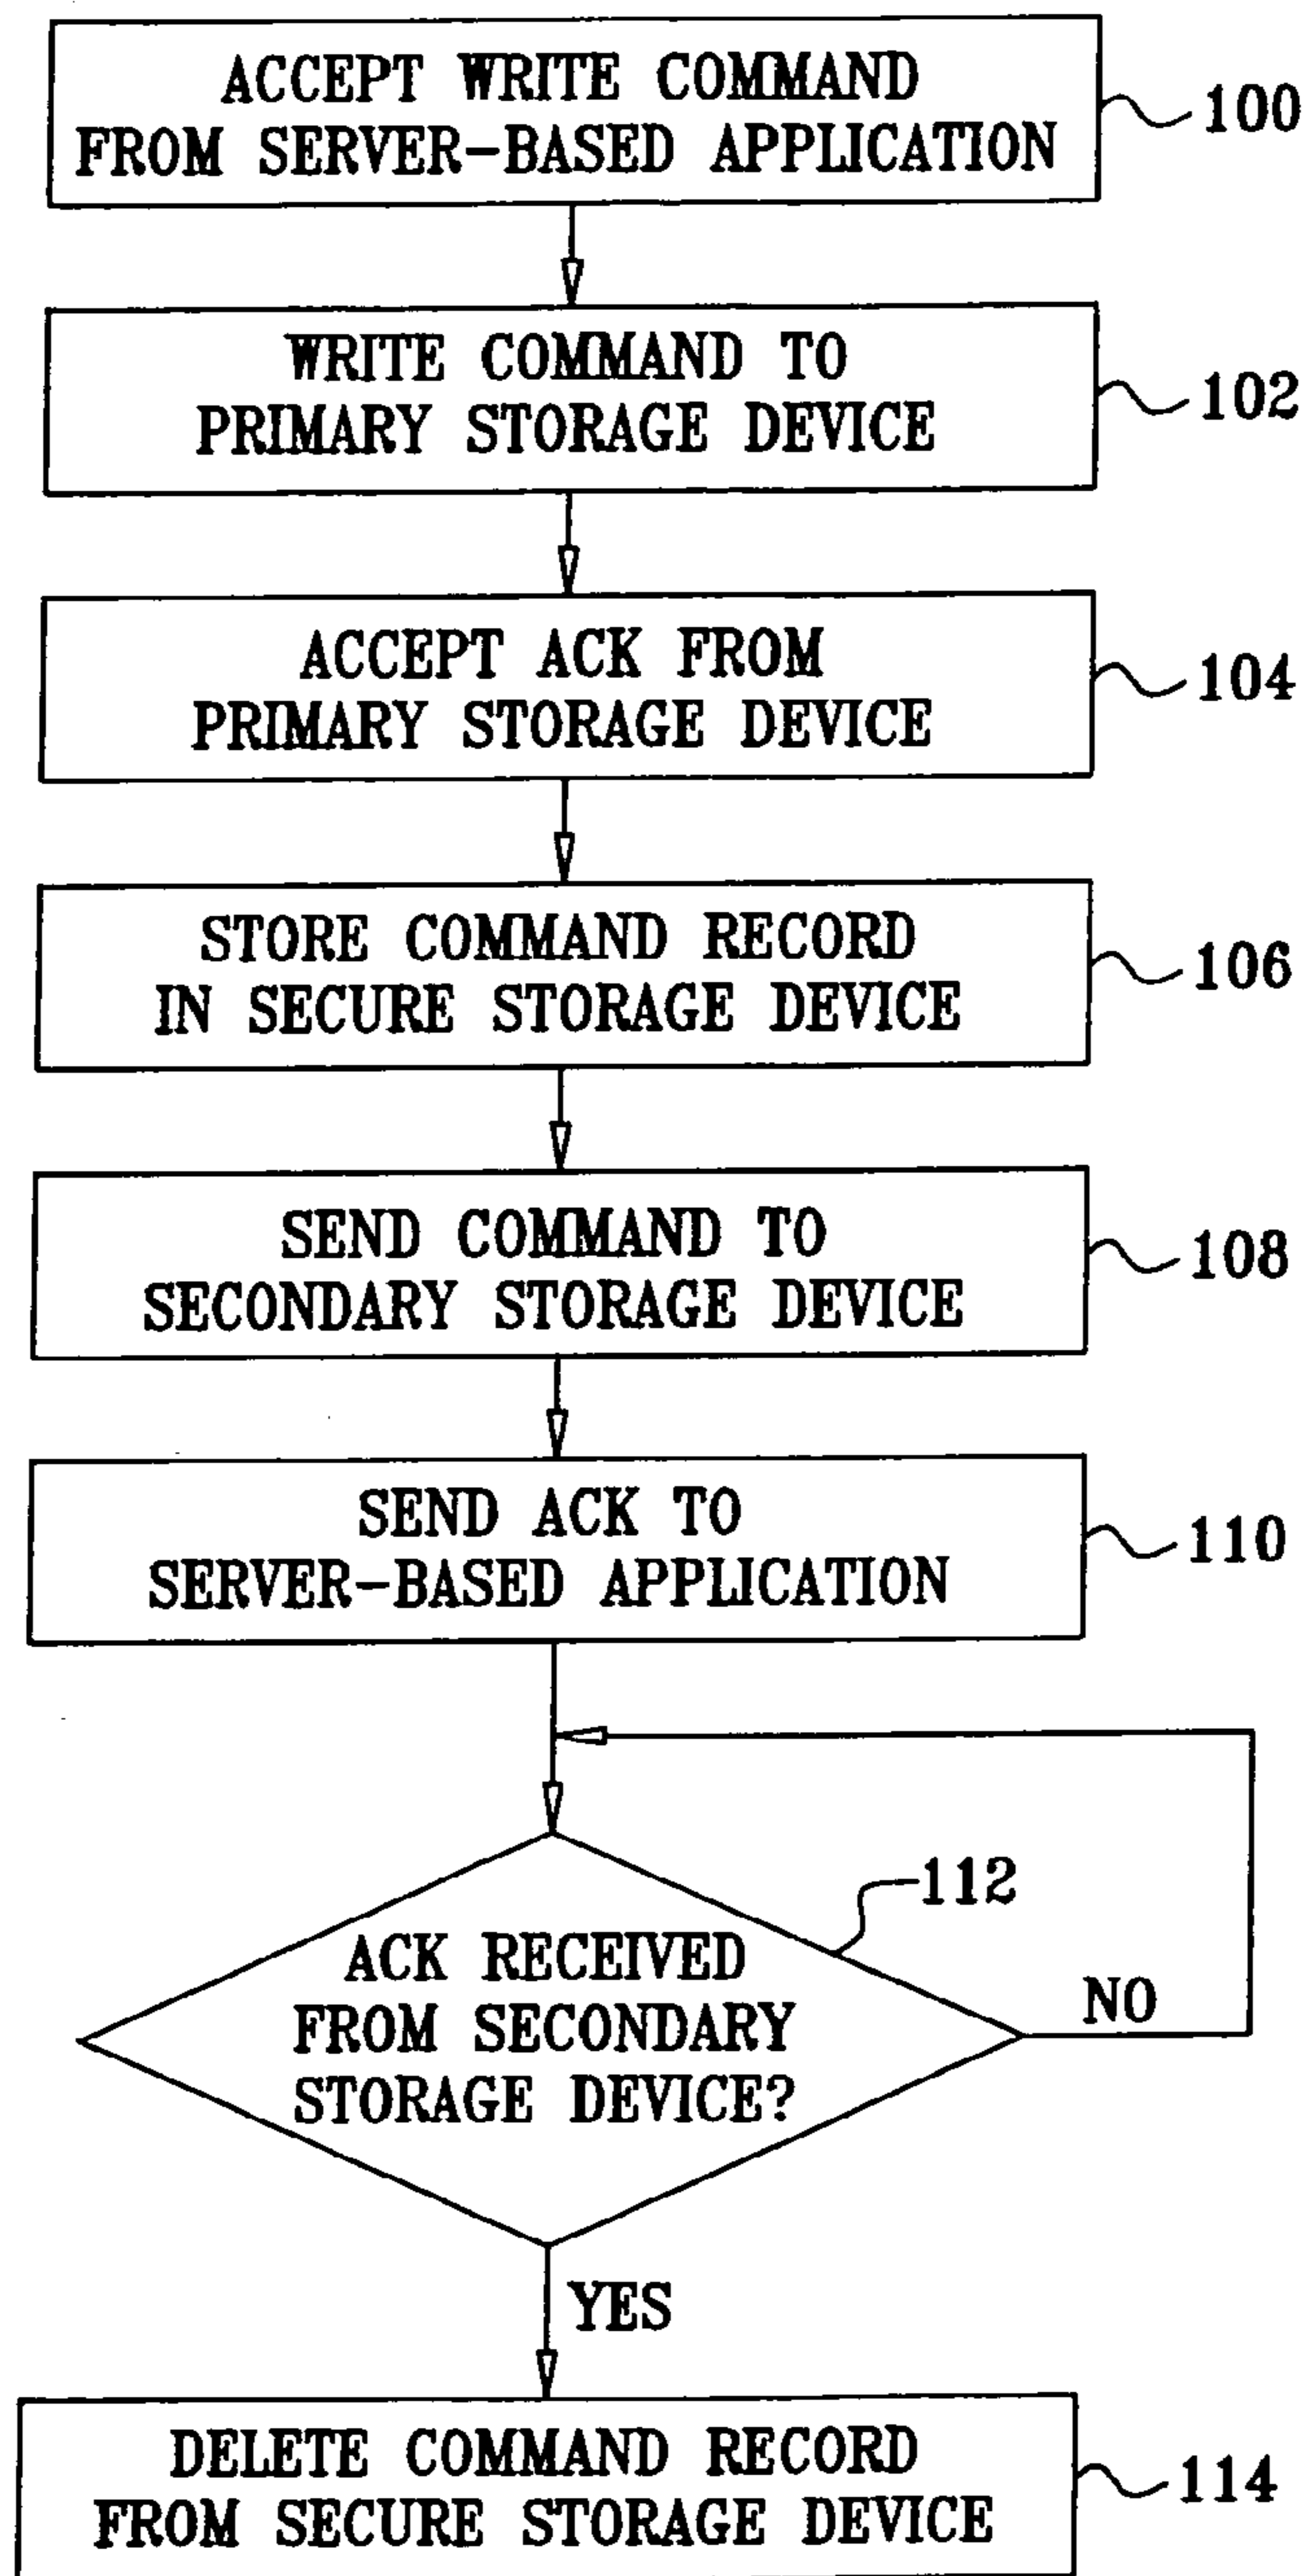 ACCEPT WRITE COMMAND
FROM SERVER-BASED APPLICATION
100
WRITE COMMAND TO
PRIMARY STORAGE DEVICE
102
ACCEPT ACK FROM
PRIMARY STORAGE DEVICE
104
STORE COMMAND RECORD
IN SECURE STORAGE DEVICE
106
SEND COMMAND TO
SECONDARY STORAGE DEVICE
108
SEND ACK TO
SERVER-BASED APPLICATION
110
112
ACK RECEIVED
FROM SECONDARY
STORAGE DEVICE?
NO
YES
DELETE COMMAND RECORD
FROM SECURE STORAGE DEVICE
114